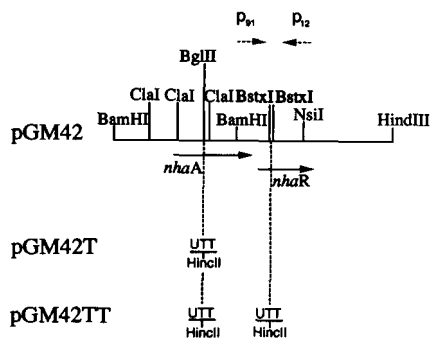 p91 p12
BglII
ClaI ClaI ClaI BstxI BstxI
BamHI BamHI NsiI HindIII
pGM42
nhaA nhaR
UTT
pGM42T
HincII
UTT UTT
pGM42TT
HincII HincII